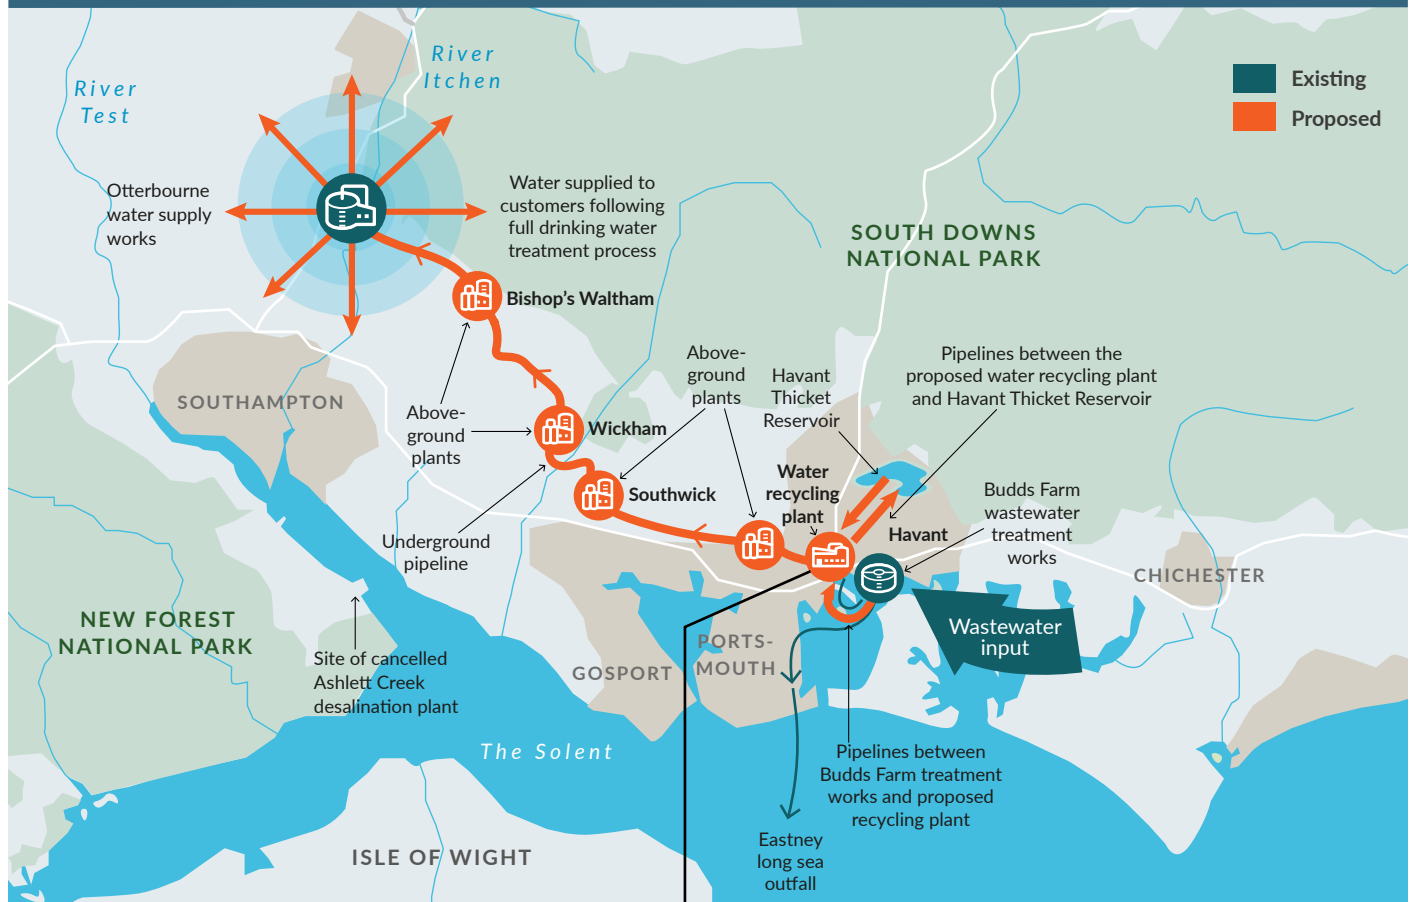 River
Test
River
Itchen
Existing
Proposed
Otterbourne
water supply
works
Water supplied to
customers following
full drinking water
treatment process
SOUTH DOWNS
NATIONAL PARK
Bishop's Waltham
SOUTHAMPTON
Above-
ground
plants
Wickham
Above-
ground
plants
Havant
Thicket
Reservoir
Pipelines between the
proposed water recycling plant
and Havant Thicket Reservoir
Southwick
Water
recycling
plant
Havant
Budds Farm
wastewater
treatment
works
Underground
pipeline
CHICHESTER
NEW FOREST
NATIONAL PARK
Site of cancelled
Ashlett Creek
desalination plant
GOSPORT
PORTS-
MOUTH
Wastewater
input
The Solent
Pipelines between
Budds Farm treatment
works and proposed
recycling plant
Eastney
long sea
outfall
ISLE OF WIGHT